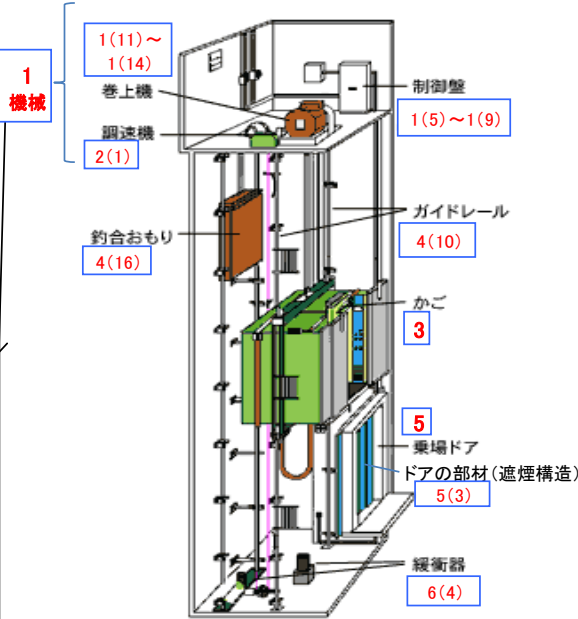 1
機械
1(11)～
1(14)
巻上機
調速機
2(1)
制御盤
1(5)～1(9)
釣合おもり
4(16)
ガイドレール
4(10)
かご
3
5
乗場ドア
ドアの部材(遮煙構造)
5(3)
緩衝器
6(4)